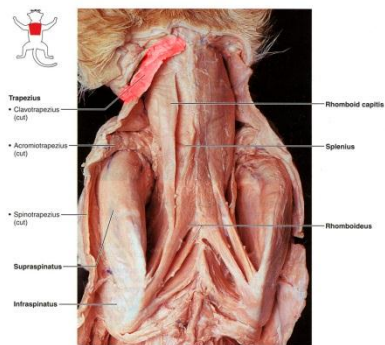 Trapezius
• Clavotrapezius
(cut)
• Acromiotrapezius
(cut)
• Spinotrapezius
(cut)
Supraspinatus
Infraspinatus
Rhomboid capitis
Splenius
Rhomboideus